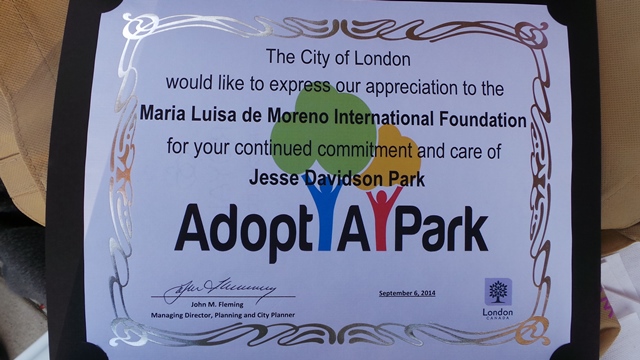 The City of London
would like to express our appreciation to the
Maria Luisa de Moreno International Foundation
for your continued commitment and care of
Jesse Davidson Park
Adopt A Park
John M. Fleming
John M. Fleming
Managing Director, Planning and City Planner
September 6, 2014
London
CANADA